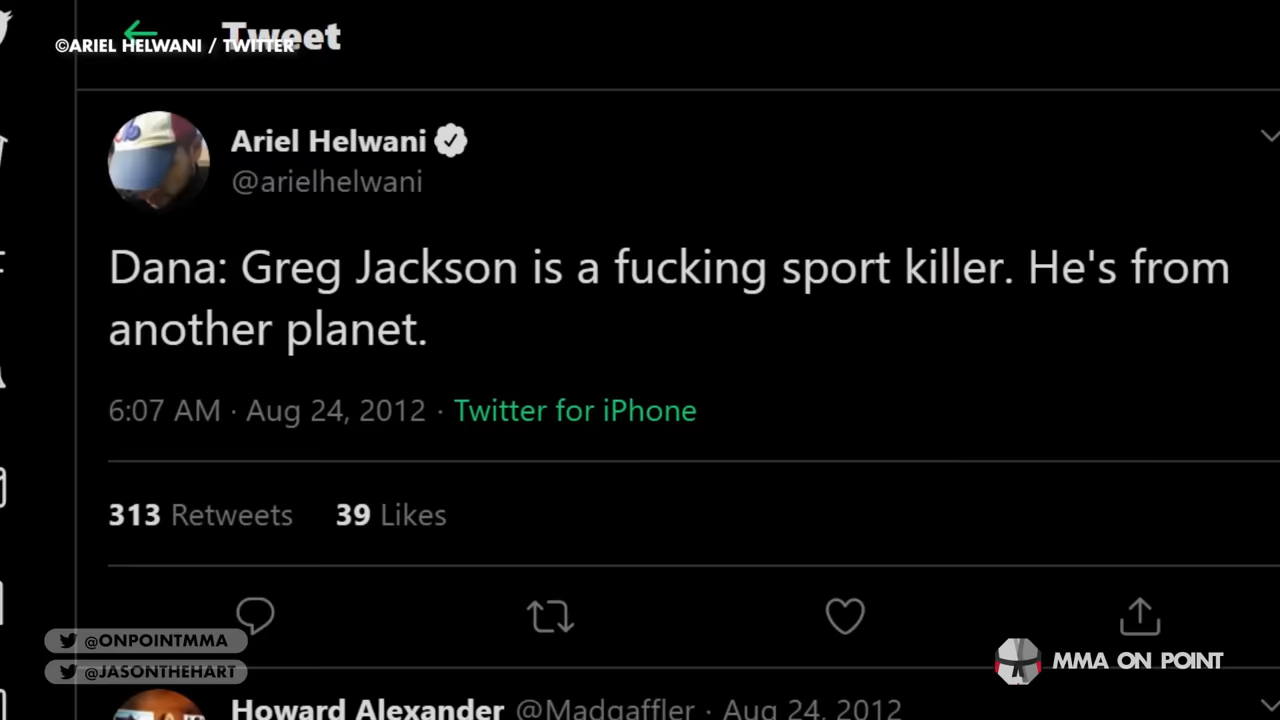 Tweet
©ARIEL HELWANI / TWITTER
Ariel Helwani
@arielhelwani
Dana: Greg Jackson is a fucking sport killer. He's from
another planet.
6:07 AM · Aug 24, 2012 · Twitter for iPhone
313 Retweets 39 Likes
@ONPOINTMMA
MMA ON POINT
@JASONTHEHART
Howard Alexander @Madgaffler · Aug 24, 2012